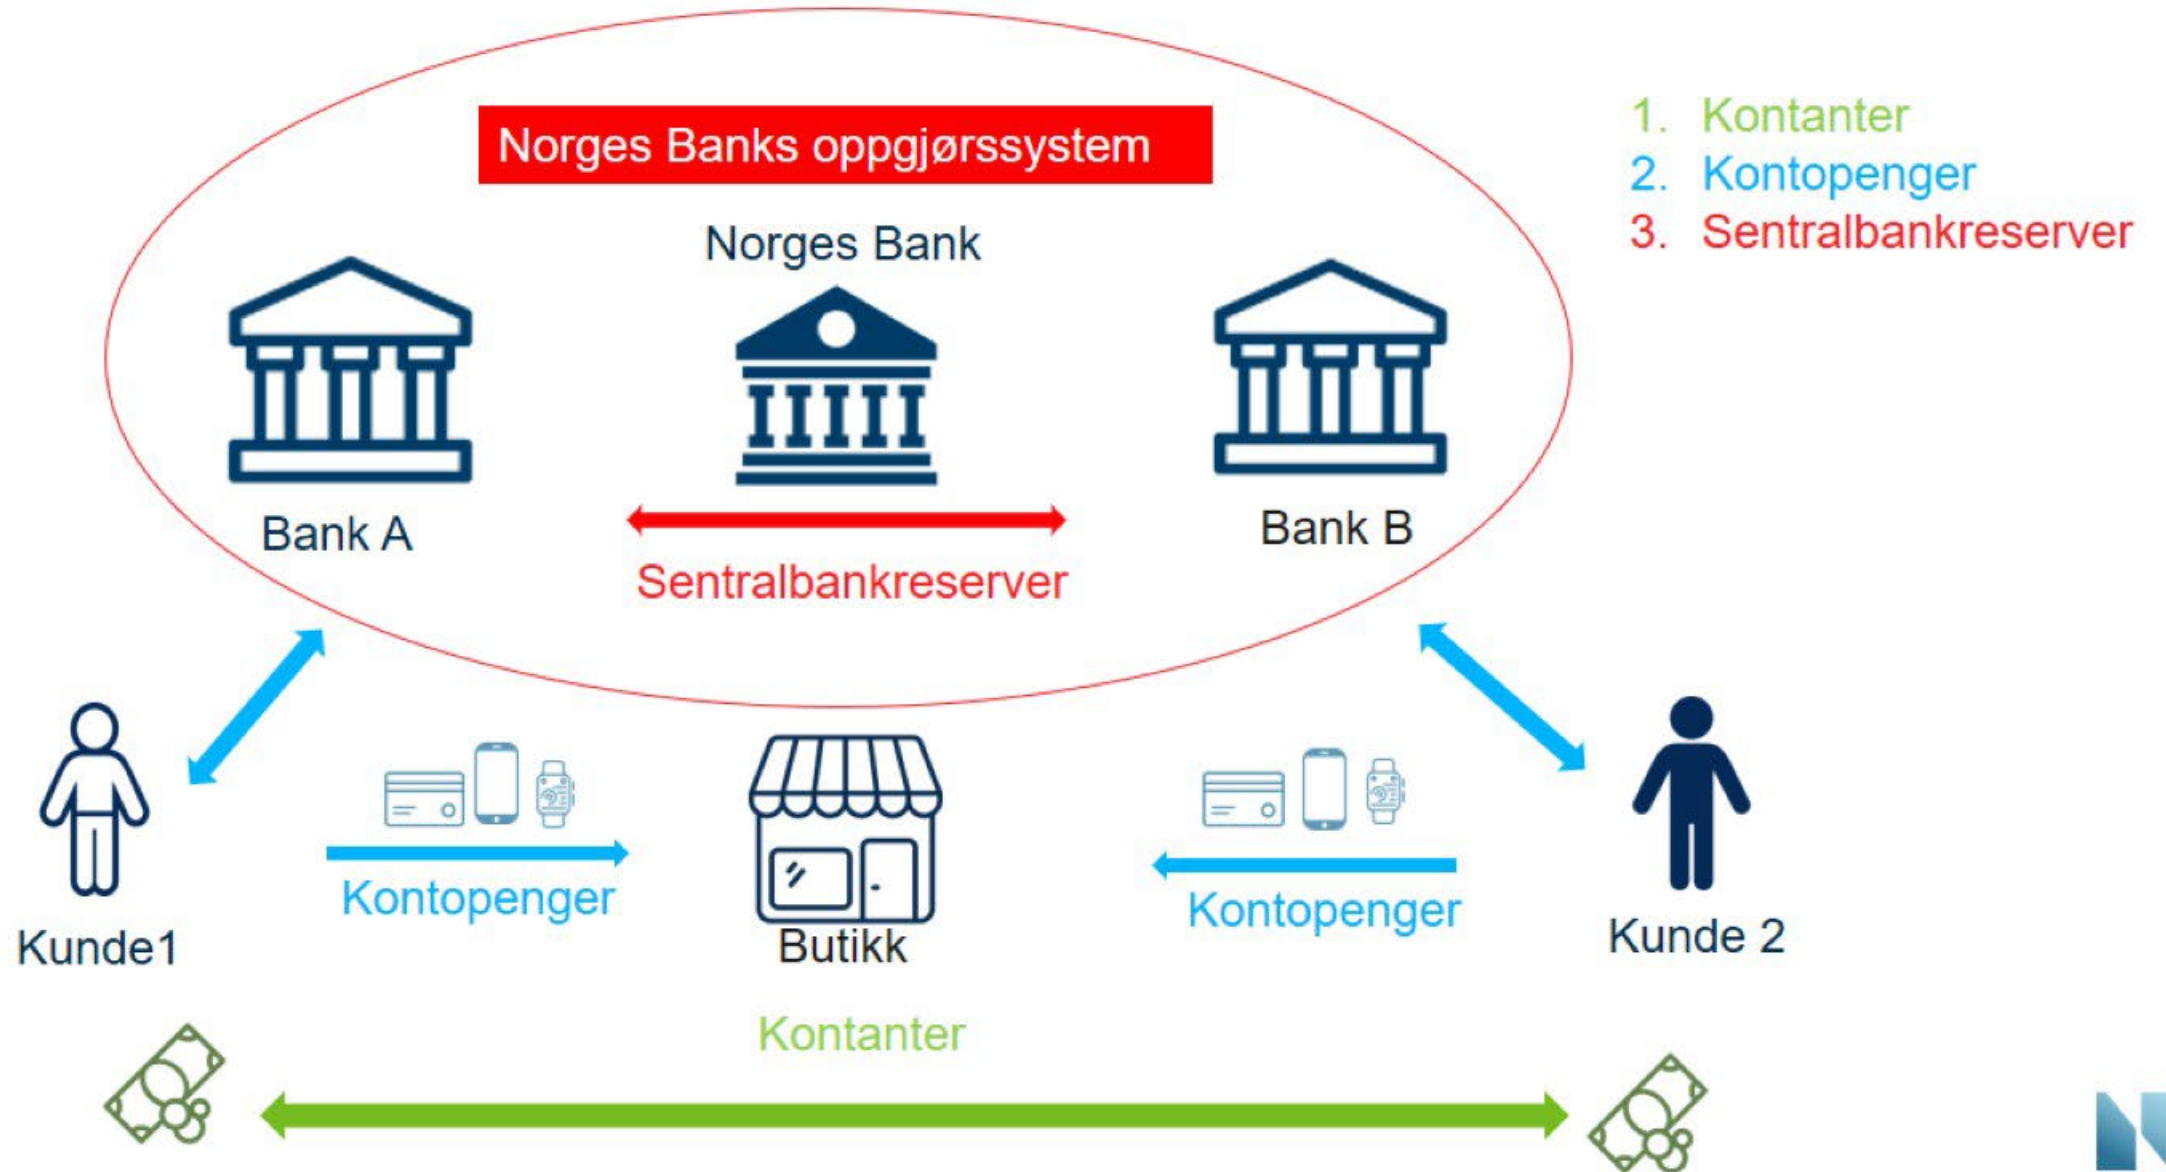 Norges Banks oppgjørssystem
1. Kontanter
2. Kontopenger
3. Sentralbankreserver
Norges Bank
Bank A
Bank B
Sentralbankreserver
Kontopenger
Kontopenger
Kunde1
Butikk
Kunde 2
Kontanter